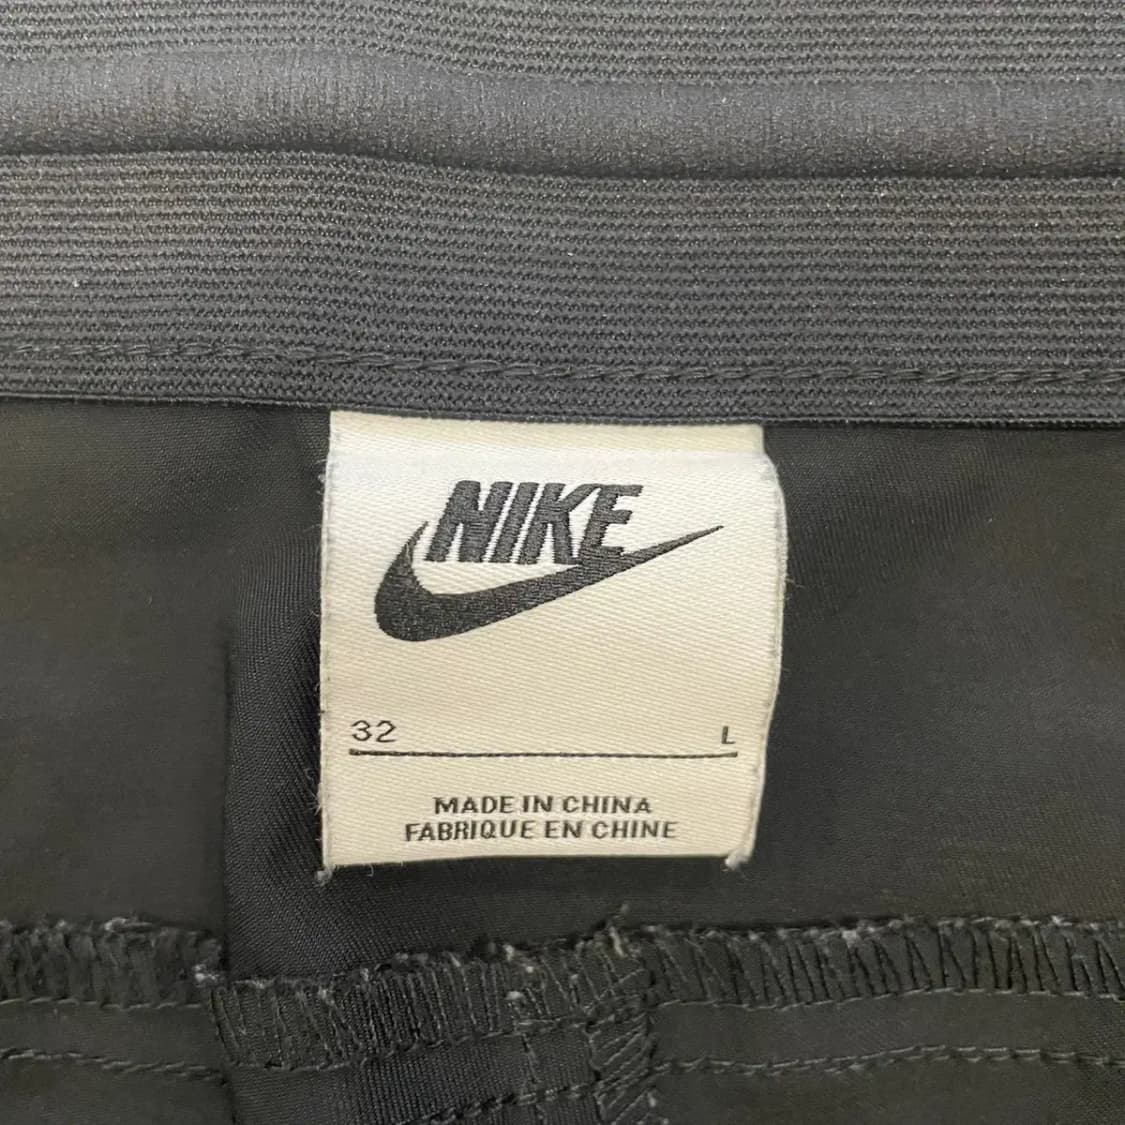 NIKE
32 L
MADE IN CHINA
FABRIQUE EN CHINE